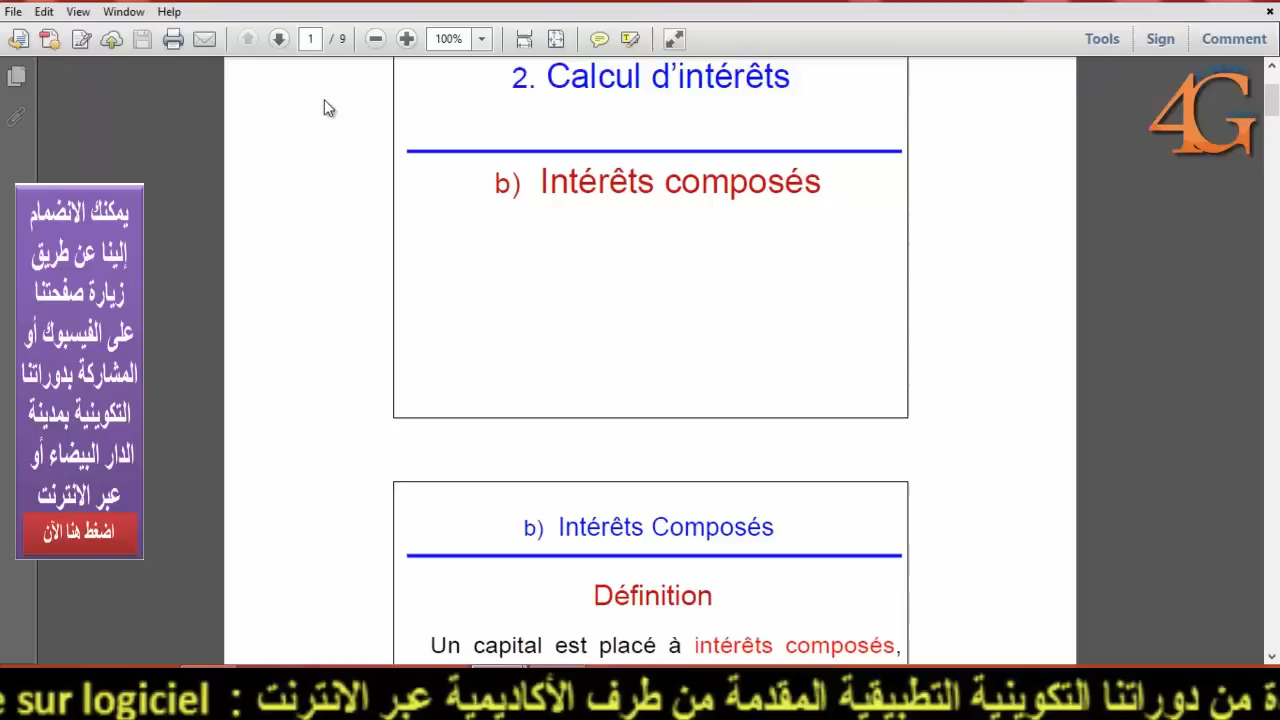 File Edit View Window Help
1 / 9 100% Tools Sign Comment
2. Calcul d'intérêts
4G
b) Intérêts composés
يمكنك الانضمام
إلينا عن طريق
زيارة صفحتنا
على الفيسبوك أو
المشاركة بدوراتنا
التكوينية بمدينة
الدار البيضاء أو
عبر الانترنت
اضغط هنا الآن
b) Intérêts Composés
Définition
Un capital est placé à intérêts composés,
ة من دوراتنا التكوينية التطبيقية المقدمة من طرف الأكاديمية عبر الانترنت : e sur logiciel